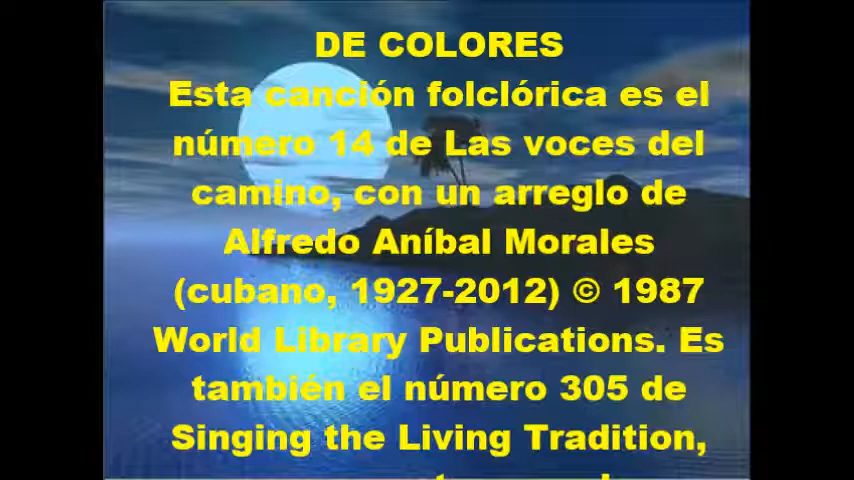 DE COLORES
Esta canción folclórica es el
número 14 de Las voces del
camino, con un arreglo de
Alfredo Aníbal Morales
(cubano, 1927-2012) © 1987
World Library Publications. Es
también el número 305 de
Singing the Living Tradition,